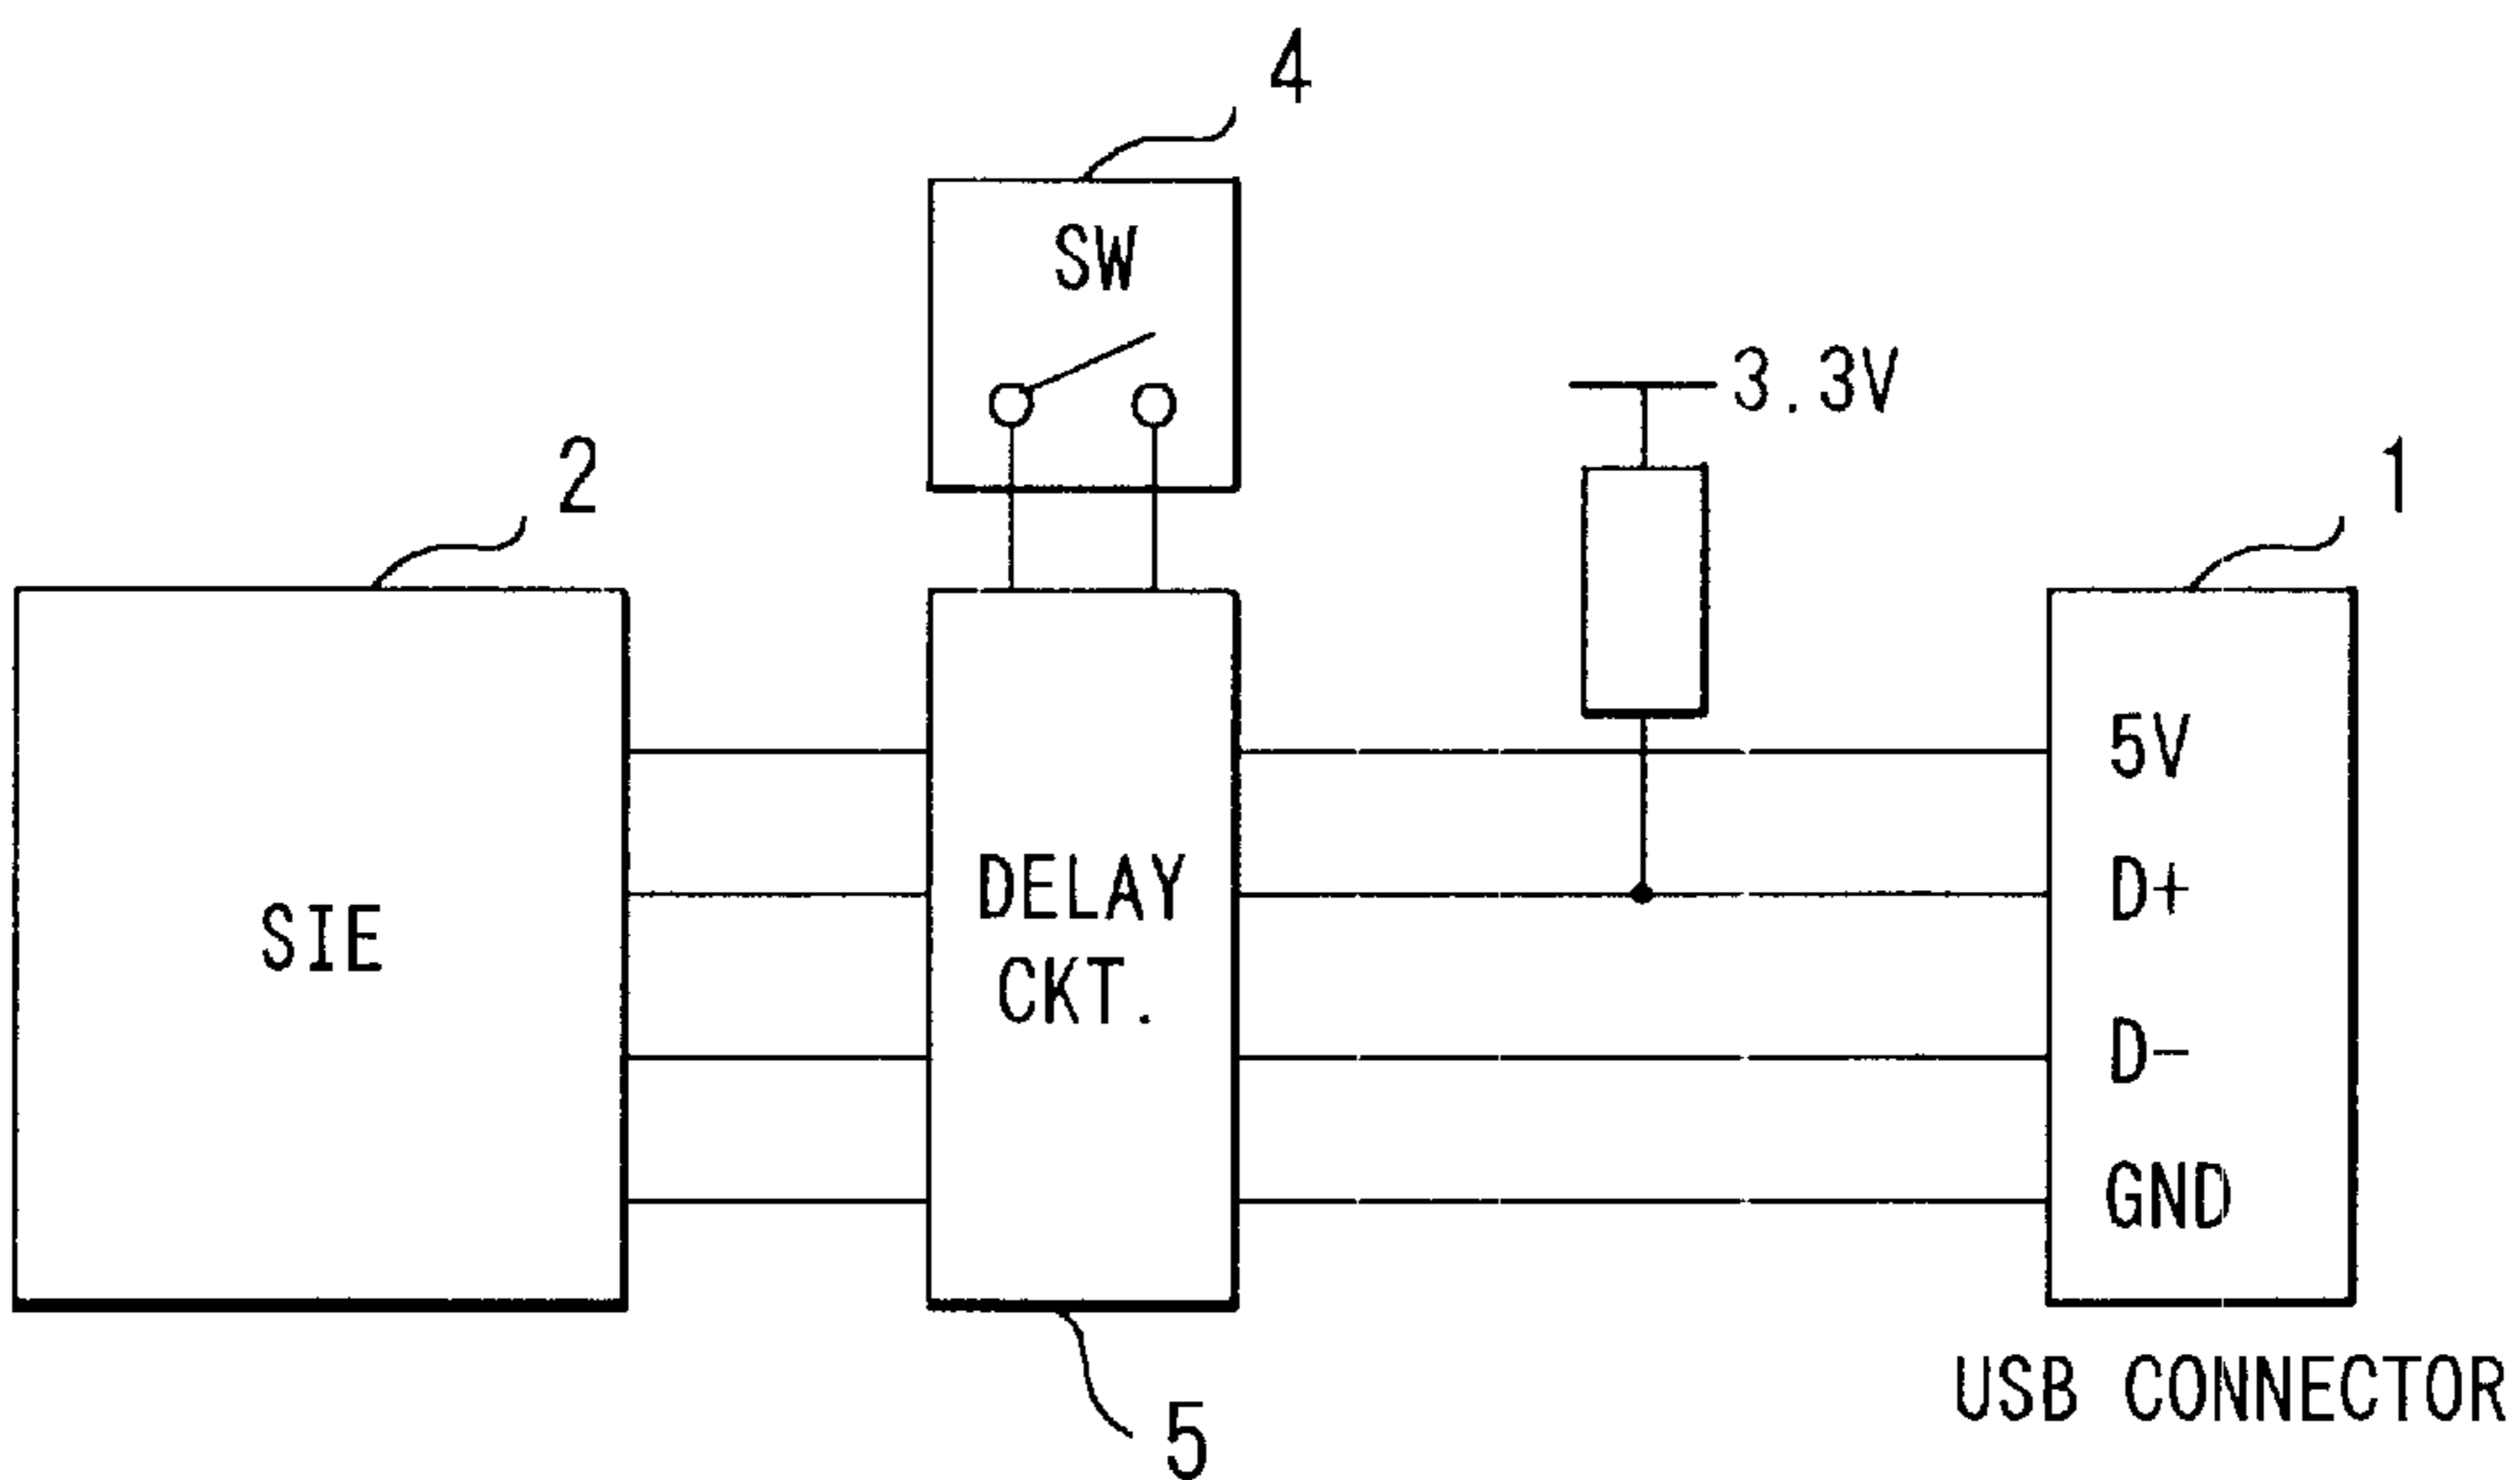 4
SW
3.3V
2
1
SIE
DELAY
CKT.
5V
D+
D-
GND
USB CONNECTOR
5